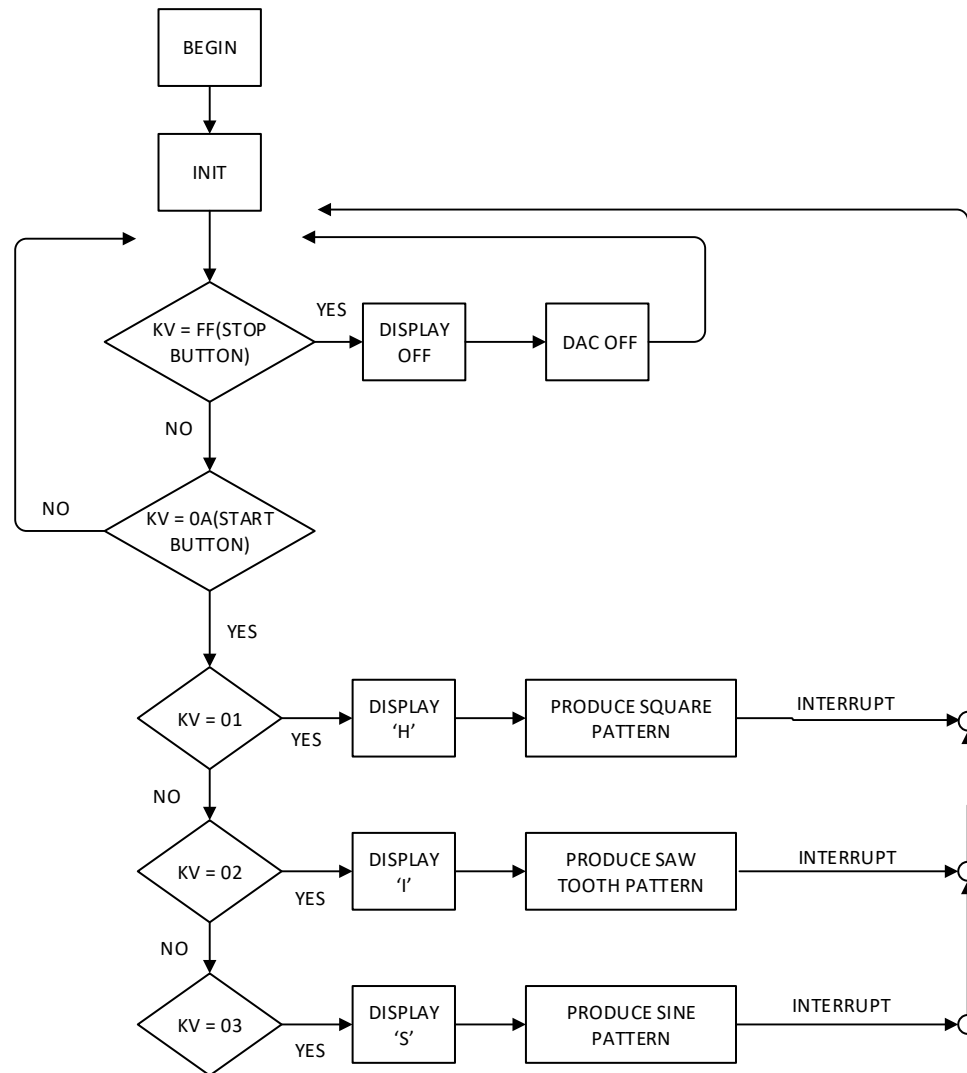 BEGIN
INIT
KV = FF(STOP
BUTTON)
YES
DISPLAY
OFF
DAC OFF
NO
KV = 0A(START
BUTTON)
NO
YES
KV = 01
YES
DISPLAY
‘H’
PRODUCE SQUARE
PATTERN
INTERRUPT
NO
KV = 02
YES
DISPLAY
‘I’
PRODUCE SAW
TOOTH PATTERN
INTERRUPT
NO
KV = 03
YES
DISPLAY
‘S’
PRODUCE SINE
PATTERN
INTERRUPT